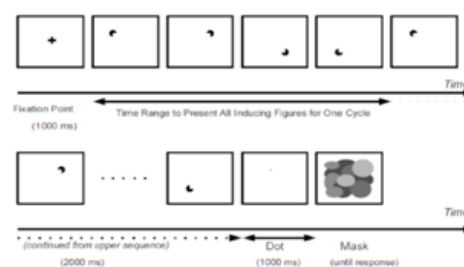 Time
Fixation Point
Time Range to Present All Inducing Figures for One Cycle
(1000 ms)
Time
(continued from upper sequence)
Dot
Mask
(2000 ms)
(1000 ms)
(until response)